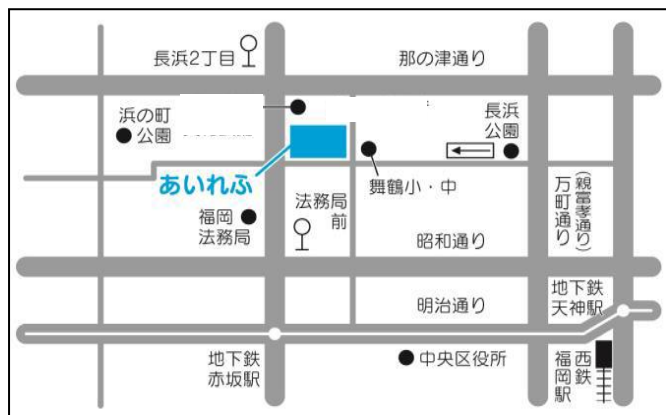 長浜2丁目
那の津通り
浜の町
公園
長浜
公園
あいれふ
舞鶴小・中
法務局
前
福岡
法務局
昭和通り
(親富孝通り)
万町通り
明治通り
地下鉄
天神駅
地下鉄
赤坂駅
中央区役所
西鉄
福岡駅